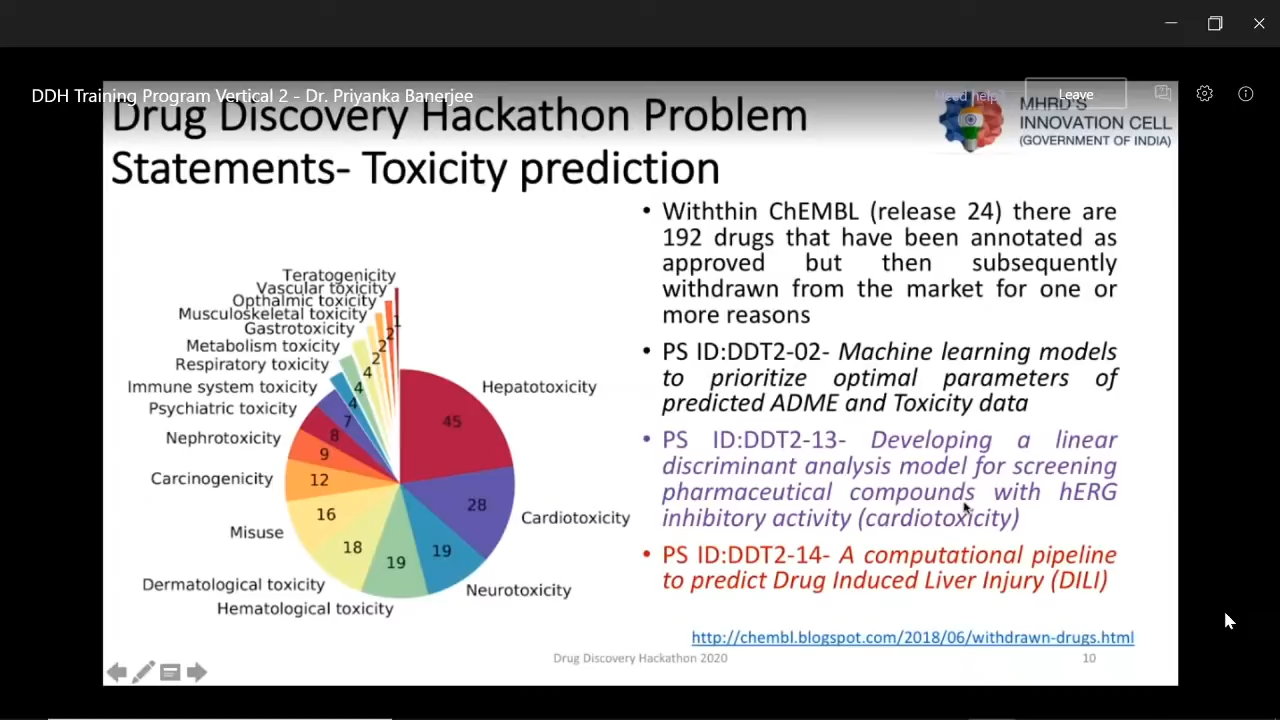 DDH Training Program Vertical 2 - Dr. Priyanka Banerjee
Need help?
Leave
Drug Discovery Hackathon Problem
Statements- Toxicity prediction
MHRD'S
INNOVATION CELL
(GOVERNMENT OF INDIA)
Teratogenicity
Vascular toxicity
Opthalmic toxicity
Musculoskeletal toxicity
Gastrotoxicity
Metabolism toxicity
Respiratory toxicity
Immune system toxicity
Psychiatric toxicity
Nephrotoxicity
Carcinogenicity
Misuse
Dermatological toxicity
Hematological toxicity
Neurotoxicity
Cardiotoxicity
Hepatotoxicity
1
2
2
2
4
4
4
7
8
9
12
16
18
19
19
28
45
• Withthin ChEMBL (release 24) there are
192 drugs that have been annotated as
approved but then subsequently
withdrawn from the market for one or
more reasons
• PS ID:DDT2-02- Machine learning models
to prioritize optimal parameters of
predicted ADME and Toxicity data
• PS ID:DDT2-13- Developing a linear
discriminant analysis model for screening
pharmaceutical compounds with hERG
inhibitory activity (cardiotoxicity)
• PS ID:DDT2-14- A computational pipeline
to predict Drug Induced Liver Injury (DILI)
http://chembl.blogspot.com/2018/06/withdrawn-drugs.html
Drug Discovery Hackathon 2020
10